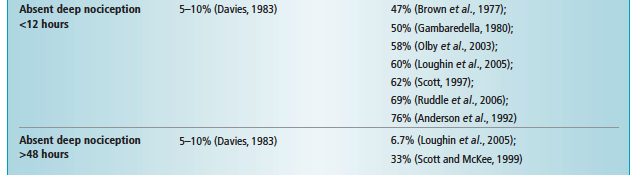 Absent deep nociception 5–10% (Davies, 1983) 47% (Brown et al., 1977);
<12 hours 50% (Gambaredella, 1980);
58% (Olby et al., 2003);
60% (Loughin et al., 2005);
62% (Scott, 1997);
69% (Ruddle et al., 2006);
76% (Anderson et al., 1992)
Absent deep nociception 5–10% (Davies, 1983) 6.7% (Loughin et al., 2005);
>48 hours 33% (Scott and McKee, 1999)